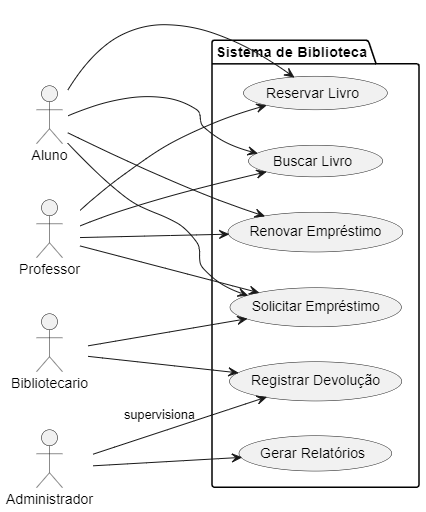 Sistema de Biblioteca
Reservar Livro
Aluno
Buscar Livro
Renovar Empréstimo
Professor
Solicitar Empréstimo
Bibliotecario
Registrar Devolução
supervisiona
Gerar Relatórios
Administrador